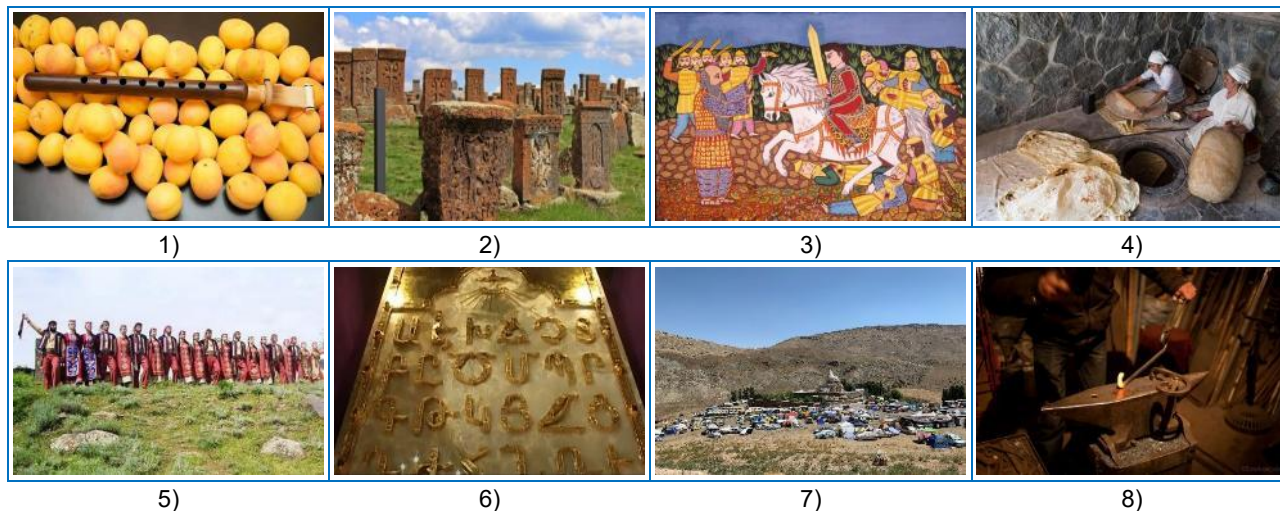 1)
2)
3)
4)
Ա Է Խ Ճ Չ Տ
Բ Ը Ծ Մ Պ Ր
Գ Թ Կ Յ Ջ Ց
Դ Ժ Հ Ն Ռ Ւ
5)
6)
7)
8)